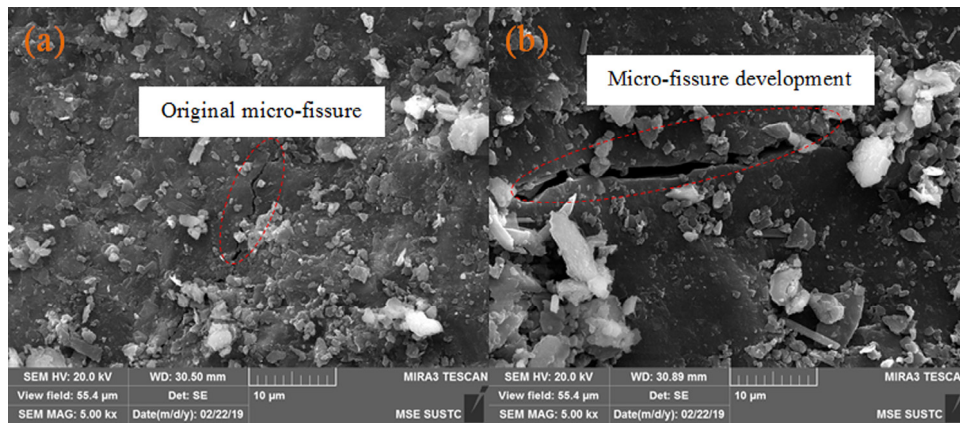 (a)
Original micro-fissure
SEM HV: 20.0 kV
WD: 30.50 mm
MIRA3 TESCAN
View field: 55.4 µm
Det: SE
10 µm
SEM MAG: 5.00 kx
Date(m/d/y): 02/22/19
MSE SUSTC
(b)
Micro-fissure development
SEM HV: 20.0 kV
WD: 30.89 mm
MIRA3 TESCAN
View field: 55.4 µm
Det: SE
10 µm
SEM MAG: 5.00 kx
Date(m/d/y): 02/22/19
MSE SUSTC